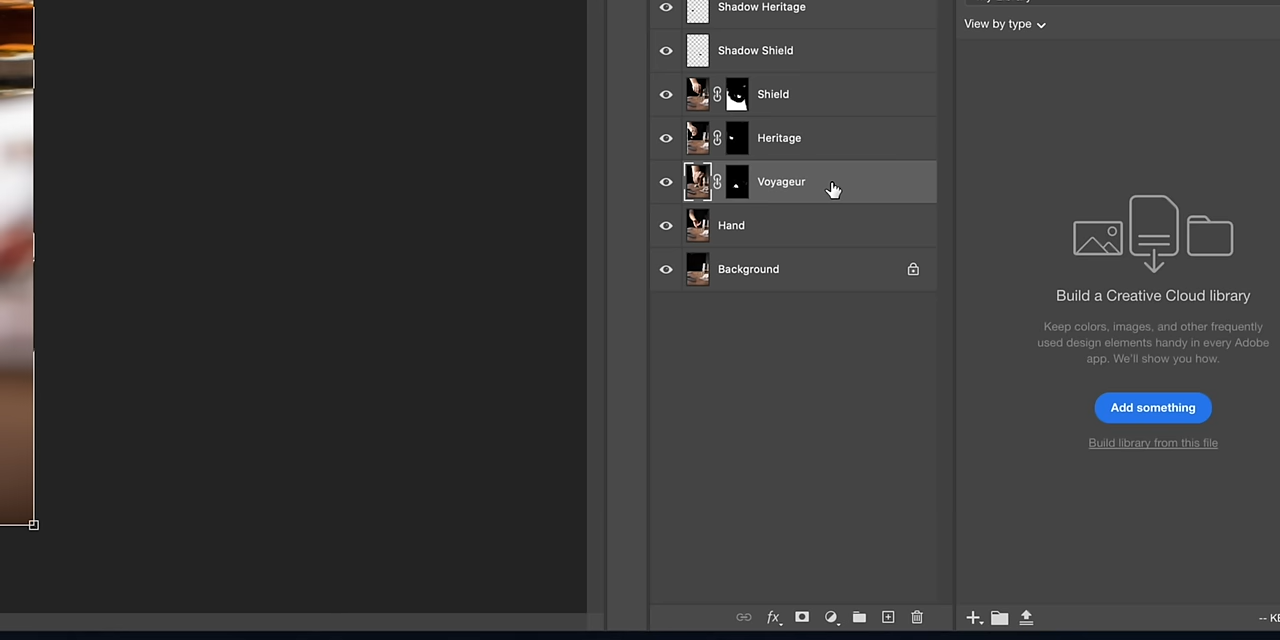 Shadow Heritage
View by type
Shadow Shield
Shield
Heritage
Voyageur
Hand
Background
Build a Creative Cloud library
Keep colors, images, and other frequently
used design elements handy in every Adobe
app. We'll show you how.
Add something
Build library from this file
fx